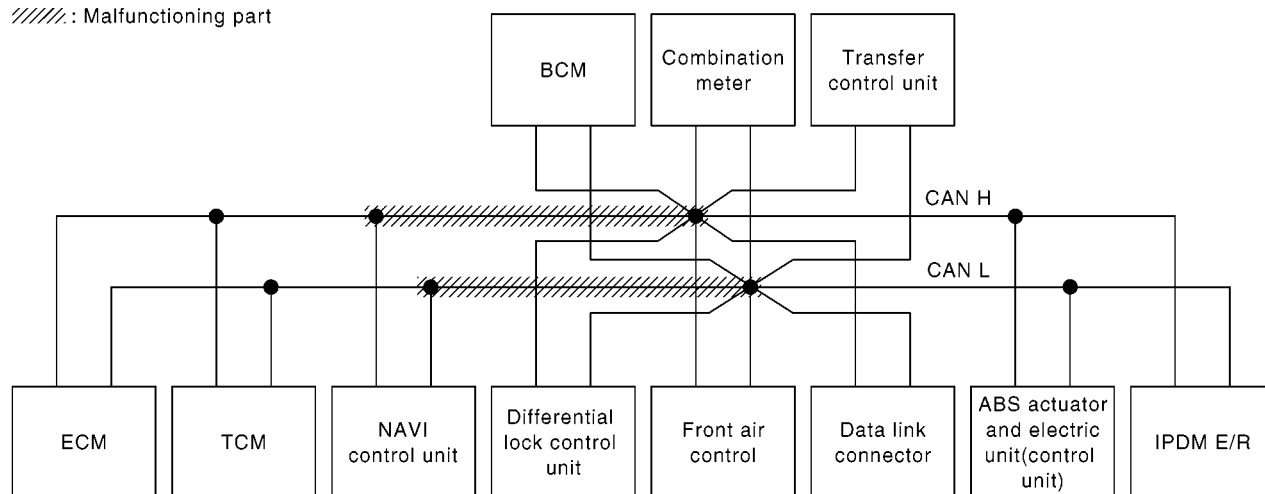 : Malfunctioning part
BCM
Combination
meter
Transfer
control unit
CAN H
CAN L
ECM
TCM
NAVI
control unit
Differential
lock control
unit
Front air
control
Data link
connector
ABS actuator
and electric
unit(control
unit)
IPDM E/R